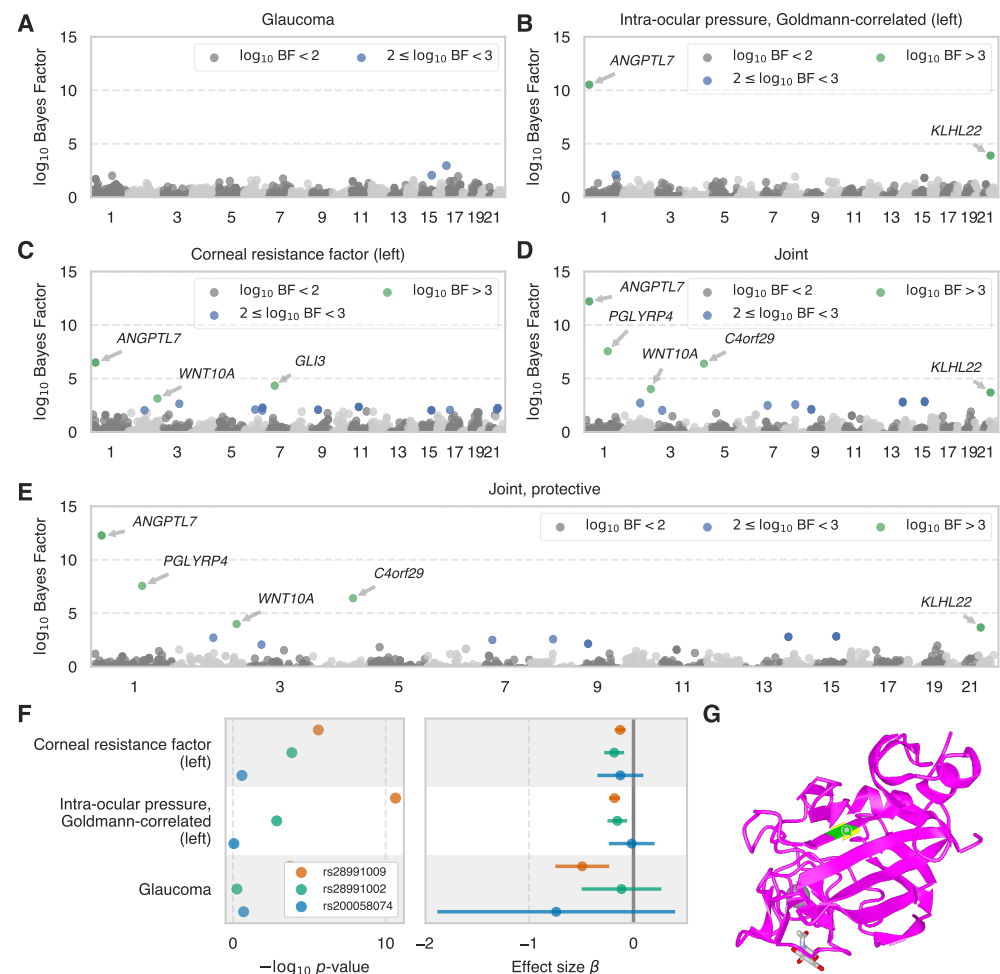 A
Glaucoma
log₁₀ Bayes Factor
15
10
5
0
log₁₀ BF < 2
2 ≤ log₁₀ BF < 3
1 3 5 7 9 11 13 15 17 19 21
B
Intra-ocular pressure, Goldmann-correlated (left)
log₁₀ Bayes Factor
15
10
5
0
log₁₀ BF < 2
log₁₀ BF > 3
2 ≤ log₁₀ BF < 3
ANGPTL7
KLHL22
1 3 5 7 9 11 13 15 17 19 21
C
Corneal resistance factor (left)
log₁₀ Bayes Factor
15
10
5
0
log₁₀ BF < 2
log₁₀ BF > 3
2 ≤ log₁₀ BF < 3
ANGPTL7
WNT10A
GLI3
1 3 5 7 9 11 13 15 17 19 21
D
Joint
log₁₀ Bayes Factor
15
10
5
0
log₁₀ BF < 2
log₁₀ BF > 3
2 ≤ log₁₀ BF < 3
ANGPTL7
PGLYRP4
WNT10A
C4orf29
KLHL22
1 3 5 7 9 11 13 15 17 19 21
E
Joint, protective
log₁₀ Bayes Factor
15
10
5
0
log₁₀ BF < 2
2 ≤ log₁₀ BF < 3
log₁₀ BF > 3
ANGPTL7
PGLYRP4
WNT10A
C4orf29
KLHL22
1 3 5 7 9 11 13 15 17 19 21
F
Corneal resistance factor
(left)
Intra-ocular pressure,
Goldmann-correlated
(left)
Glaucoma
rs28991009
rs28991002
rs200058074
0 10
−log₁₀ p-value
−2 −1 0
Effect size β
G
Q